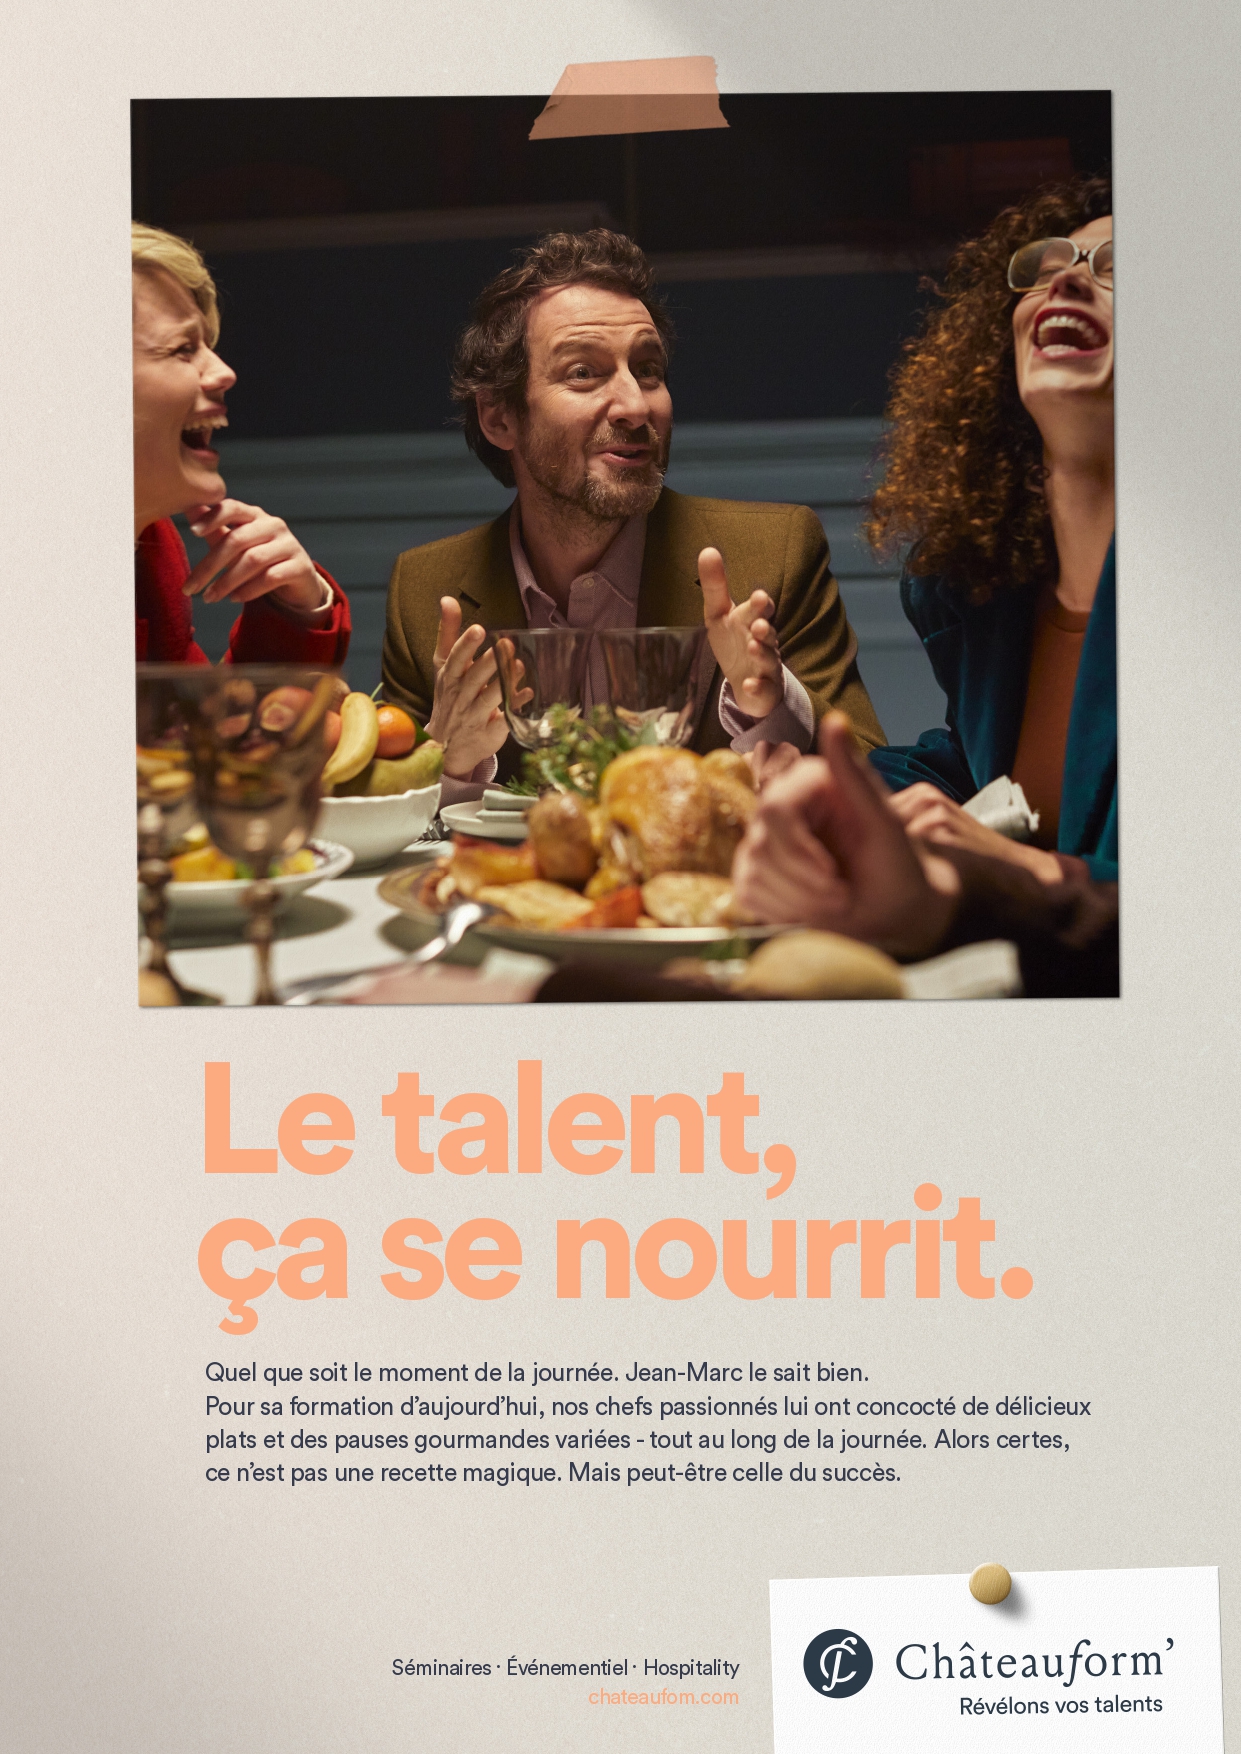 Le talent,
ça se nourrit.
Quel que soit le moment de la journée. Jean-Marc le sait bien.
Pour sa formation d’aujourd’hui, nos chefs passionnés lui ont concocté de délicieux
plats et des pauses gourmandes variées - tout au long de la journée. Alors certes,
ce n’est pas une recette magique. Mais peut-être celle du succès.
Séminaires · Événementiel · Hospitality
chateaufom.com
Châteauform’
Révélons vos talents